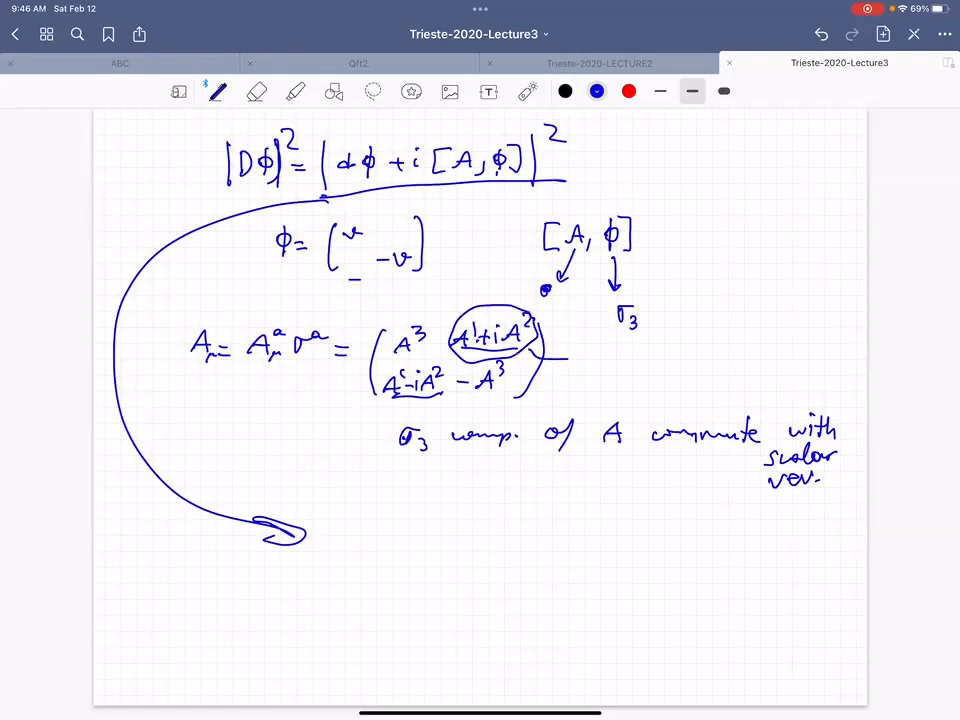 9:46 AM Sat Feb 12
69%
Trieste-2020-Lecture3
ABC
Qft2
Trieste-2020-LECTURE2
Trieste-2020-Lecture3
|Dϕ|² = |dϕ + i [A, ϕ]|²
ϕ = (v -v)
[A, ϕ]
σ₃
A_μ = A_μ^a σ^a = (A³ A¹+iA²
A¹-iA² -A³)
σ₃ comp. of A commute with
scalar
vev.